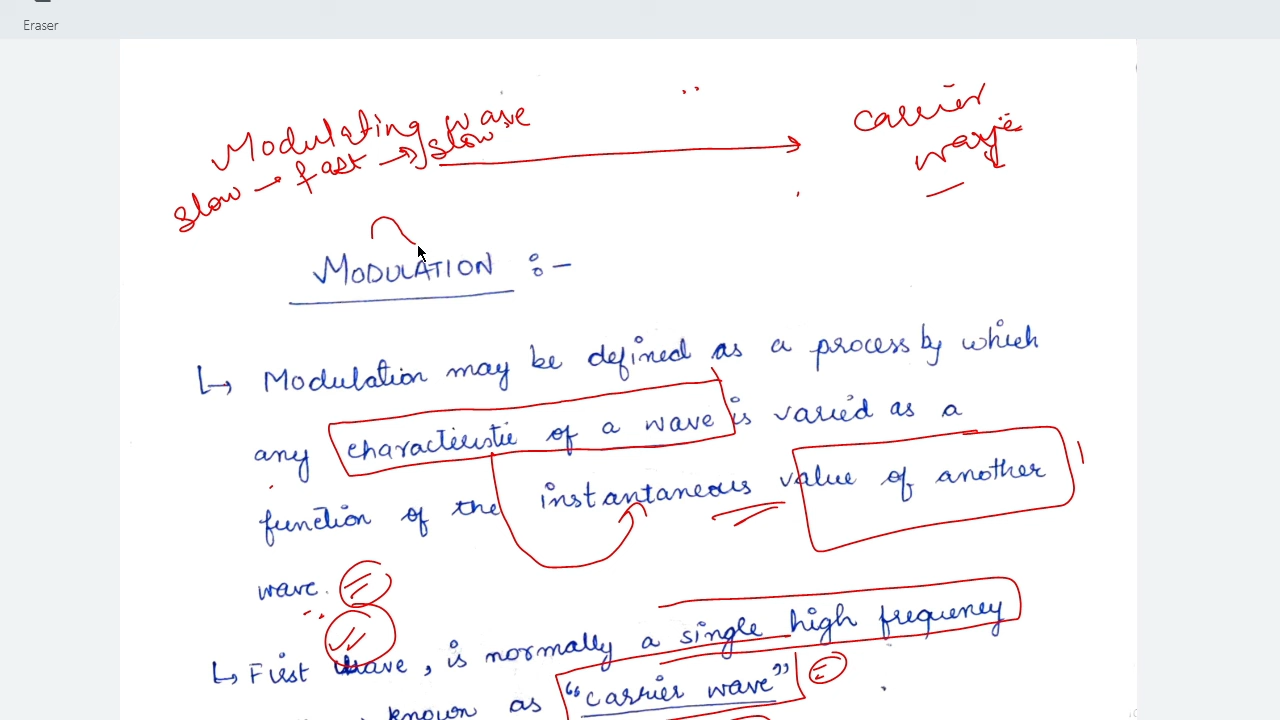 Eraser
Modulating wave
carrier
wave
slow → fast → slow
MODULATION :-
↳ Modulation may be defined as a process by which
any characteristic of a wave is varied as a
function of the instantaneous value of another
wave.
↳ First wave, is normally a single high frequency
known as "carrier wave"